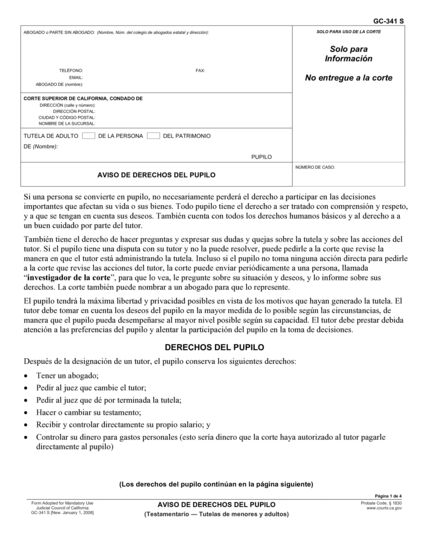 GC-341 S
ABOGADO o PARTE SIN ABOGADO: (Nombre, Núm. del colegio de abogados estatal y dirección):
SOLO PARA USO DE LA CORTE
Solo para
Información
No entregue a la corte
TELÉFONO:
FAX:
EMAIL:
ABOGADO DE (nombre):
CORTE SUPERIOR DE CALIFORNIA, CONDADO DE
DIRECCIÓN (calle y número):
DIRECCIÓN POSTAL:
CIUDAD Y CÓDIGO POSTAL:
NOMBRE DE LA SUCURSAL:
TUTELA DE ADULTO DE LA PERSONA DEL PATRIMONIO
DE (Nombre):
PUPILO
AVISO DE DERECHOS DEL PUPILO
NÚMERO DE CASO:
Si una persona se convierte en pupilo, no necesariamente perderá el derecho a participar en las decisiones
importantes que afectan su vida o sus bienes. Todo pupilo tiene el derecho a ser tratado con comprensión y respeto,
y a que se tengan en cuenta sus deseos. También cuenta con todos los derechos humanos básicos y al derecho a a
un buen cuidado por parte del tutor.
También tiene el derecho de hacer preguntas y expresar sus dudas y quejas sobre la tutela y sobre las acciones del
tutor. Si el pupilo tiene una disputa con su tutor y no la puede resolver, puede pedirle a la corte que revise la
manera en que el tutor está administrando la tutela. Incluso si el pupilo no toma ninguna acción directa para pedirle
a la corte que revise las acciones del tutor, la corte puede enviar periódicamente a una persona, llamada
"investigador de la corte", para que lo vea, le pregunte sobre su situación y deseos, y lo informe sobre sus
derechos. La corte también puede nombrar a un abogado para que lo represente.
El pupilo tendrá la máxima libertad y privacidad posibles en vista de los motivos que hayan generado la tutela. El
tutor debe tomar en cuenta los deseos del pupilo en la mayor medida de lo posible según las circunstancias, de
manera que el pupilo pueda desempeñarse al mayor nivel posible según su capacidad. El tutor debe prestar debida
atención a las preferencias del pupilo y alentar la participación del pupilo en la toma de decisiones.
DERECHOS DEL PUPILO
Después de la designación de un tutor, el pupilo conserva los siguientes derechos:
• Tener un abogado;
• Pedir al juez que cambie el tutor;
• Pedir al juez que dé por terminada la tutela;
• Hacer o cambiar su testamento;
• Recibir y controlar directamente su propio salario; y
• Controlar su dinero para gastos personales (esto sería dinero que la corte haya autorizado al tutor pagarle
directamente al pupilo)
(Los derechos del pupilo continúan en la página siguiente)
Página 1 de 4
Form Adopted for Mandatory Use
Judicial Council of California
GC-341 S [New January 1, 2008]
AVISO DE DERECHOS DEL PUPILO
(Testamentario — Tutelas de menores y adultos)
Probate Code, § 1830
www.courts.ca.gov